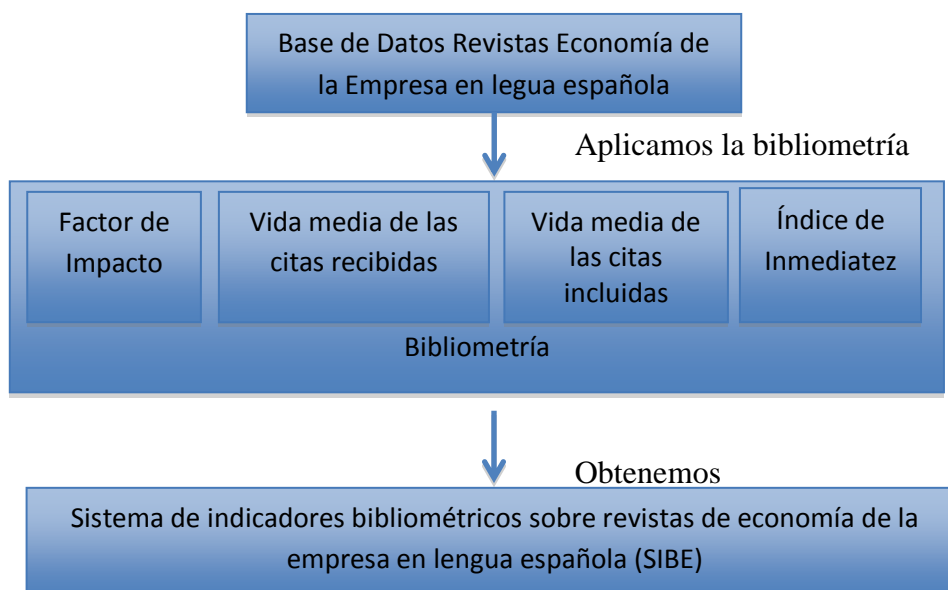 Base de Datos Revistas Economía de
la Empresa en legua española
Aplicamos la bibliometría
Factor de
Impacto
Vida media de las
citas recibidas
Vida media de
las citas
incluidas
Índice de
Inmediatez
Bibliometría
Obtenemos
Sistema de indicadores bibliométricos sobre revistas de economía de la
empresa en lengua española (SIBE)